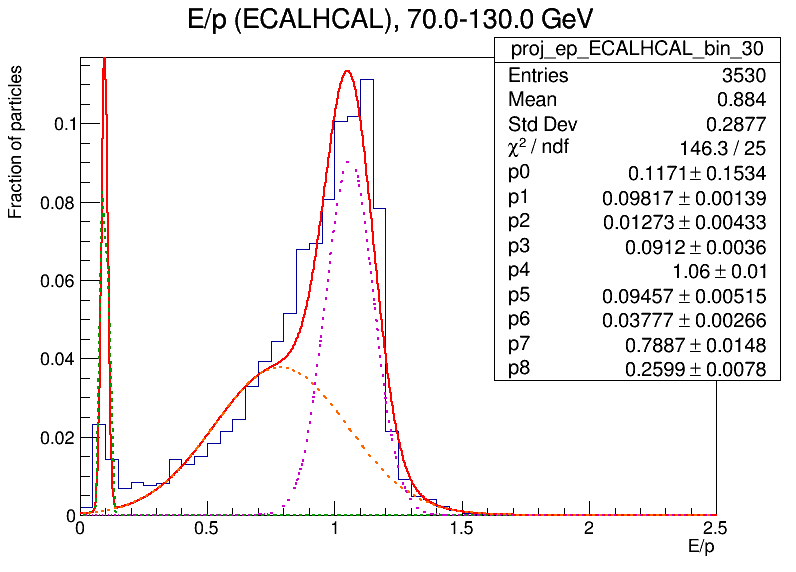 E/p (ECALHCAL), 70.0-130.0 GeV
proj_ep_ECALHCAL_bin_30
Entries 3530
Mean 0.884
Std Dev 0.2877
χ² / ndf 146.3 / 25
p0 0.1171 ± 0.1534
p1 0.09817 ± 0.00139
p2 0.01273 ± 0.00433
p3 0.0912 ± 0.0036
p4 1.06 ± 0.01
p5 0.09457 ± 0.00515
p6 0.03777 ± 0.00266
p7 0.7887 ± 0.0148
p8 0.2599 ± 0.0078
Fraction of particles
0.1
0.08
0.06
0.04
0.02
0
0 0.5 1 1.5 2 2.5
E/p